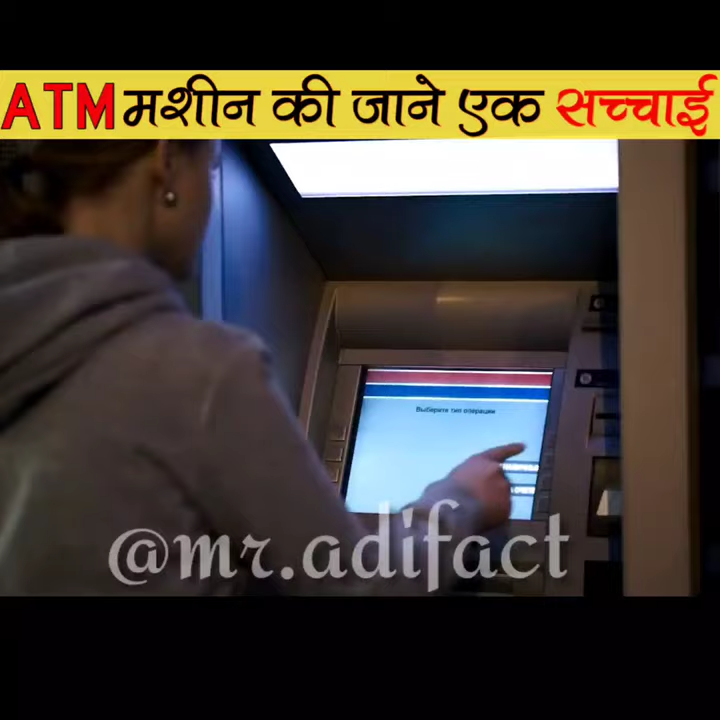 ATM मशीन की जाने एक सच्चाई
Выберите тип операции
@mr.adifact